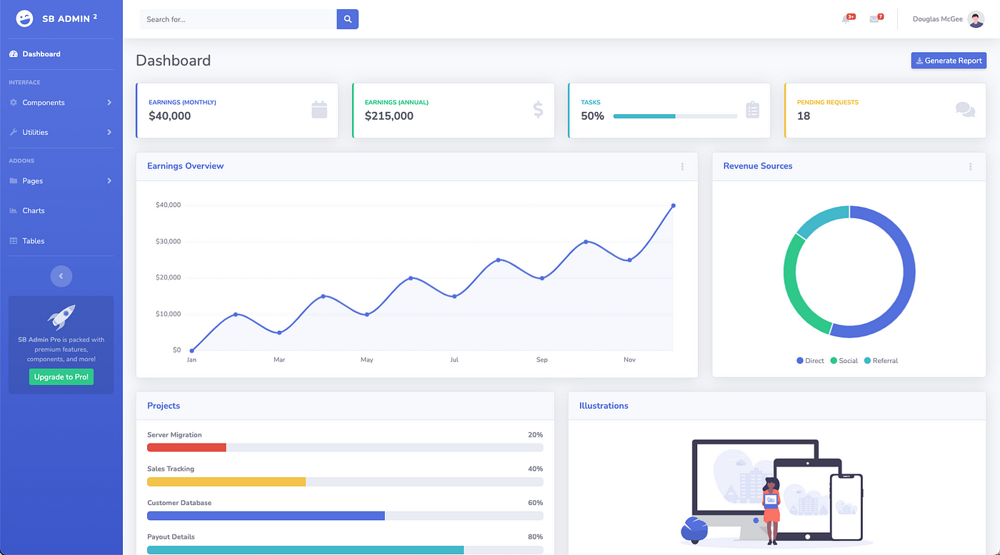 SB ADMIN 2
Dashboard
INTERFACE
Components
Utilities
ADDONS
Pages
Charts
Tables
SB Admin Pro is packed with
premium features,
components, and more!
Upgrade to Pro!
Search for...
3+
7
Douglas McGee
Dashboard
Generate Report
EARNINGS (MONTHLY)
$40,000
EARNINGS (ANNUAL)
$215,000
TASKS
50%
PENDING REQUESTS
18
Earnings Overview
$40,000
$30,000
$20,000
$10,000
$0
Jan Mar May Jul Sep Nov
Revenue Sources
Direct Social Referral
Projects
Server Migration 20%
Sales Tracking 40%
Customer Database 60%
Payout Details 80%
Illustrations